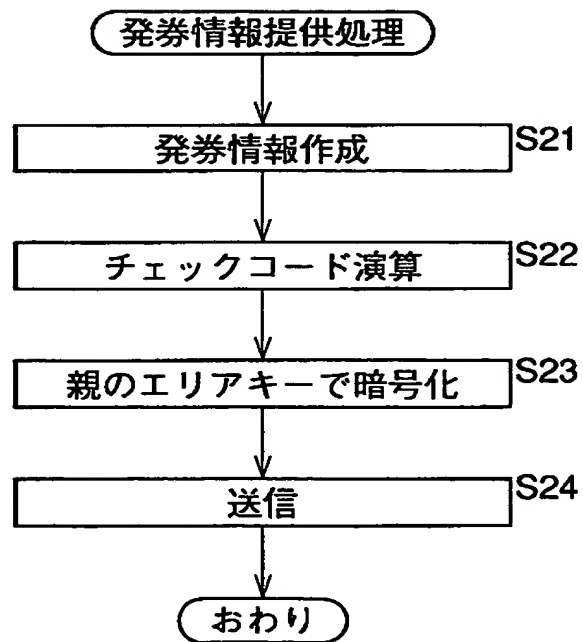 発券情報提供処理
発券情報作成 S21
チェックコード演算 S22
親のエリアキーで暗号化 S23
送信 S24
おわり